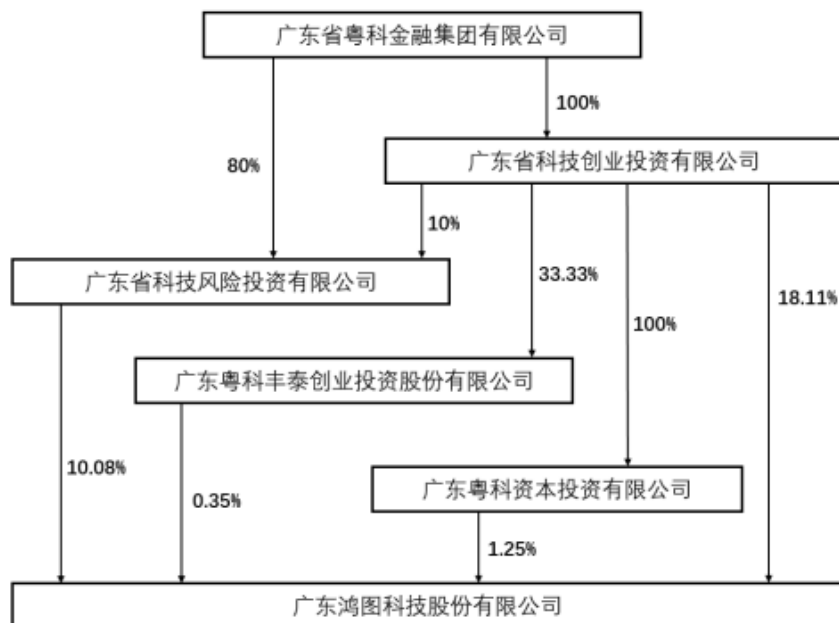 广东省粤科金融集团有限公司
100%
广东省科技创业投资有限公司
80%
10%
广东省科技风险投资有限公司
33.33%
18.11%
100%
广东粤科丰泰创业投资股份有限公司
10.08%
0.35%
广东粤科资本投资有限公司
1.25%
广东鸿图科技股份有限公司